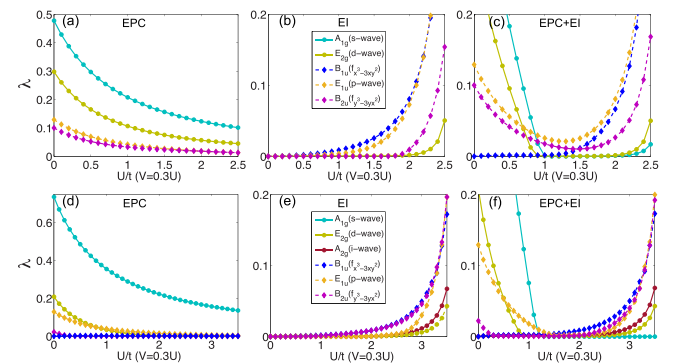 (a) EPC
(b) EI
(c) EPC+EI
λ
0.5
0.4
0.3
0.2
0.1
0
0 0.5 1 1.5 2 2.5
U/t (V=0.3U)
0.2
0.1
0
A1g(s-wave)
E2g(d-wave)
B1u(fx³-3xy²)
E1u(p-wave)
B2u(fy³-3yx²)
0 0.5 1 1.5 2 2.5
U/t (V=0.3U)
0.2
0.1
0
0 0.5 1 1.5 2 2.5
U/t (V=0.3U)
(d) EPC
(e) EI
(f) EPC+EI
λ
0.6
0.4
0.2
0
0 1 2 3
U/t (V=0.3U)
0.2
0.1
0
A1g(s-wave)
E2g(d-wave)
A2g(i-wave)
B1u(fx³-3xy²)
E1u(p-wave)
B2u(fy³-3yx²)
0 1 2 3
U/t (V=0.3U)
0.2
0.1
0
0 1 2 3
U/t (V=0.3U)